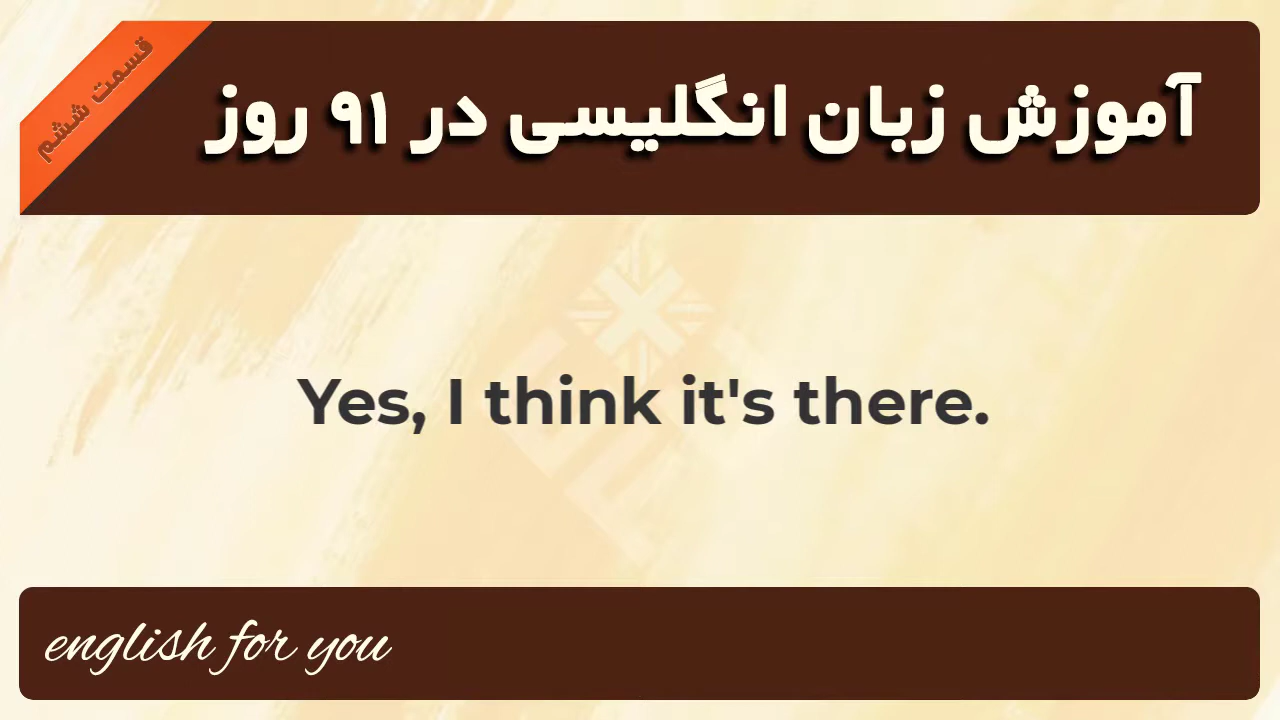 قسمت ششم
آموزش زبان انگلیسی در ۹۱ روز
Yes, I think it's there.
english for you